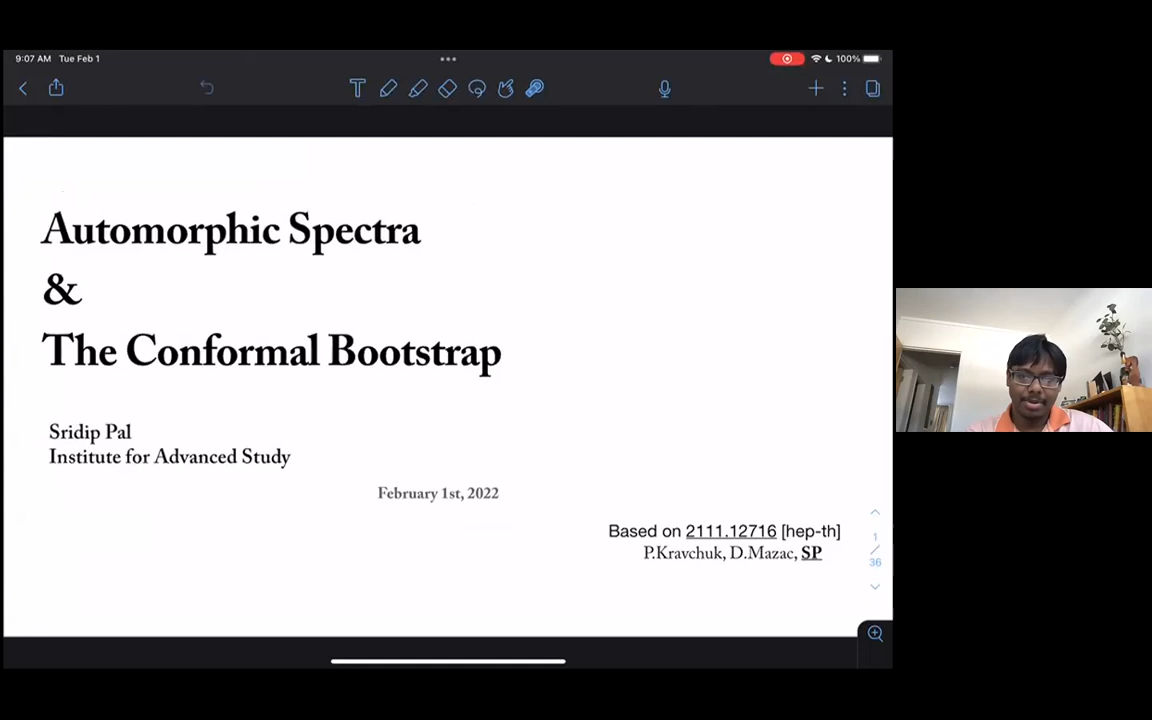 9:07 AM Tue Feb 1
100%
Automorphic Spectra
&
The Conformal Bootstrap
Sridip Pal
Institute for Advanced Study
February 1st, 2022
Based on 2111.12716 [hep-th]
P.Kravchuk, D.Mazac, SP
1
/
36